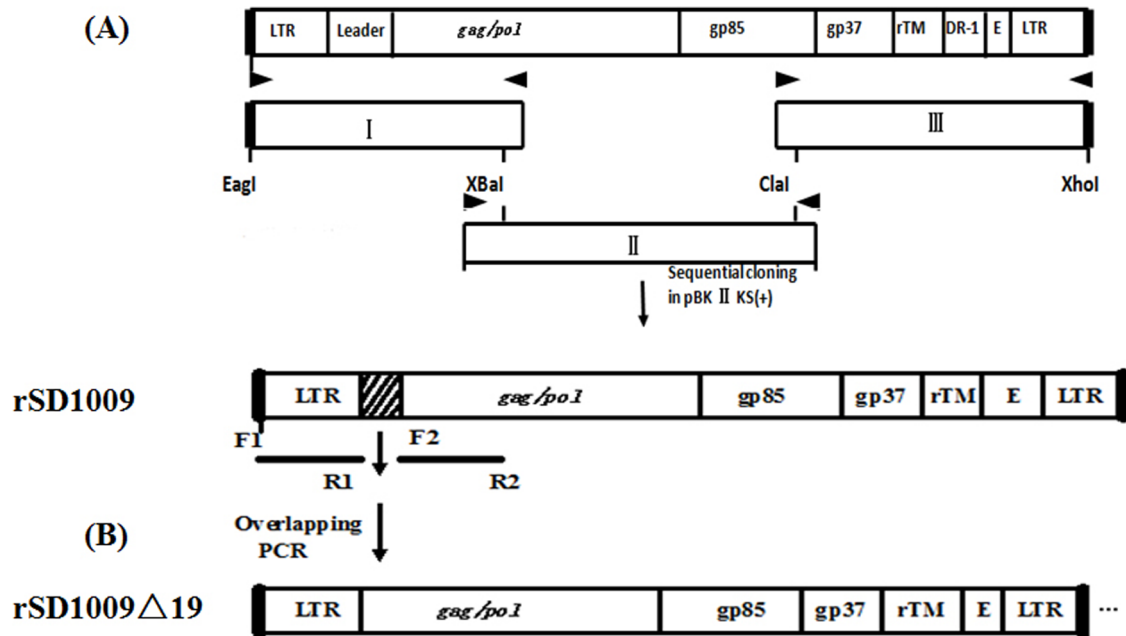 (A)
LTR Leader gag/pol gp85 gp37 rTM DR-1 E LTR
I III
EagI XBaI ClaI XhoI
II
Sequential cloning
in pBK II KS(+)
rSD1009 LTR gag/pol gp85 gp37 rTM E LTR
F1 F2
R1 R2
Overlapping
PCR
(B)
rSD1009△19 LTR gag/pol gp85 gp37 rTM E LTR ...